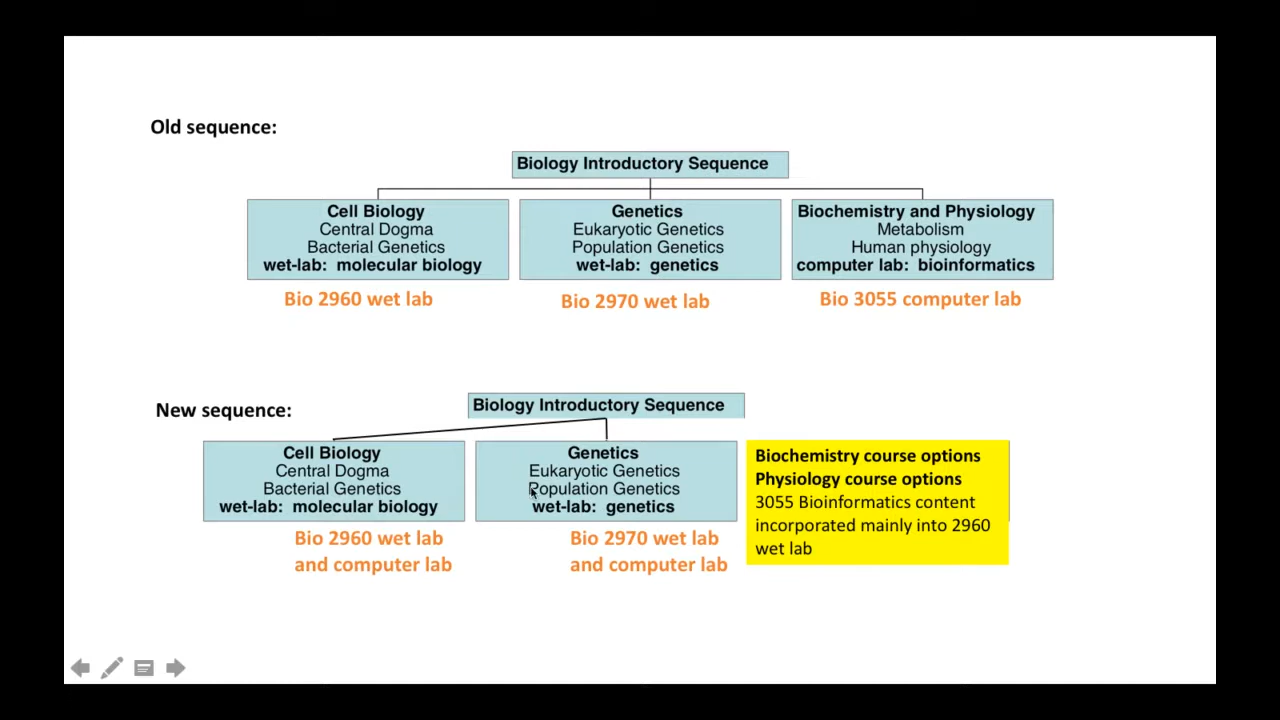 Old sequence:
Biology Introductory Sequence
Cell Biology
Central Dogma
Bacterial Genetics
wet-lab: molecular biology
Genetics
Eukaryotic Genetics
Population Genetics
wet-lab: genetics
Biochemistry and Physiology
Metabolism
Human physiology
computer lab: bioinformatics
Bio 2960 wet lab
Bio 2970 wet lab
Bio 3055 computer lab
New sequence:
Biology Introductory Sequence
Cell Biology
Central Dogma
Bacterial Genetics
wet-lab: molecular biology
Genetics
Eukaryotic Genetics
Population Genetics
wet-lab: genetics
Biochemistry course options
Physiology course options
3055 Bioinformatics content
incorporated mainly into 2960
wet lab
Bio 2960 wet lab
and computer lab
Bio 2970 wet lab
and computer lab